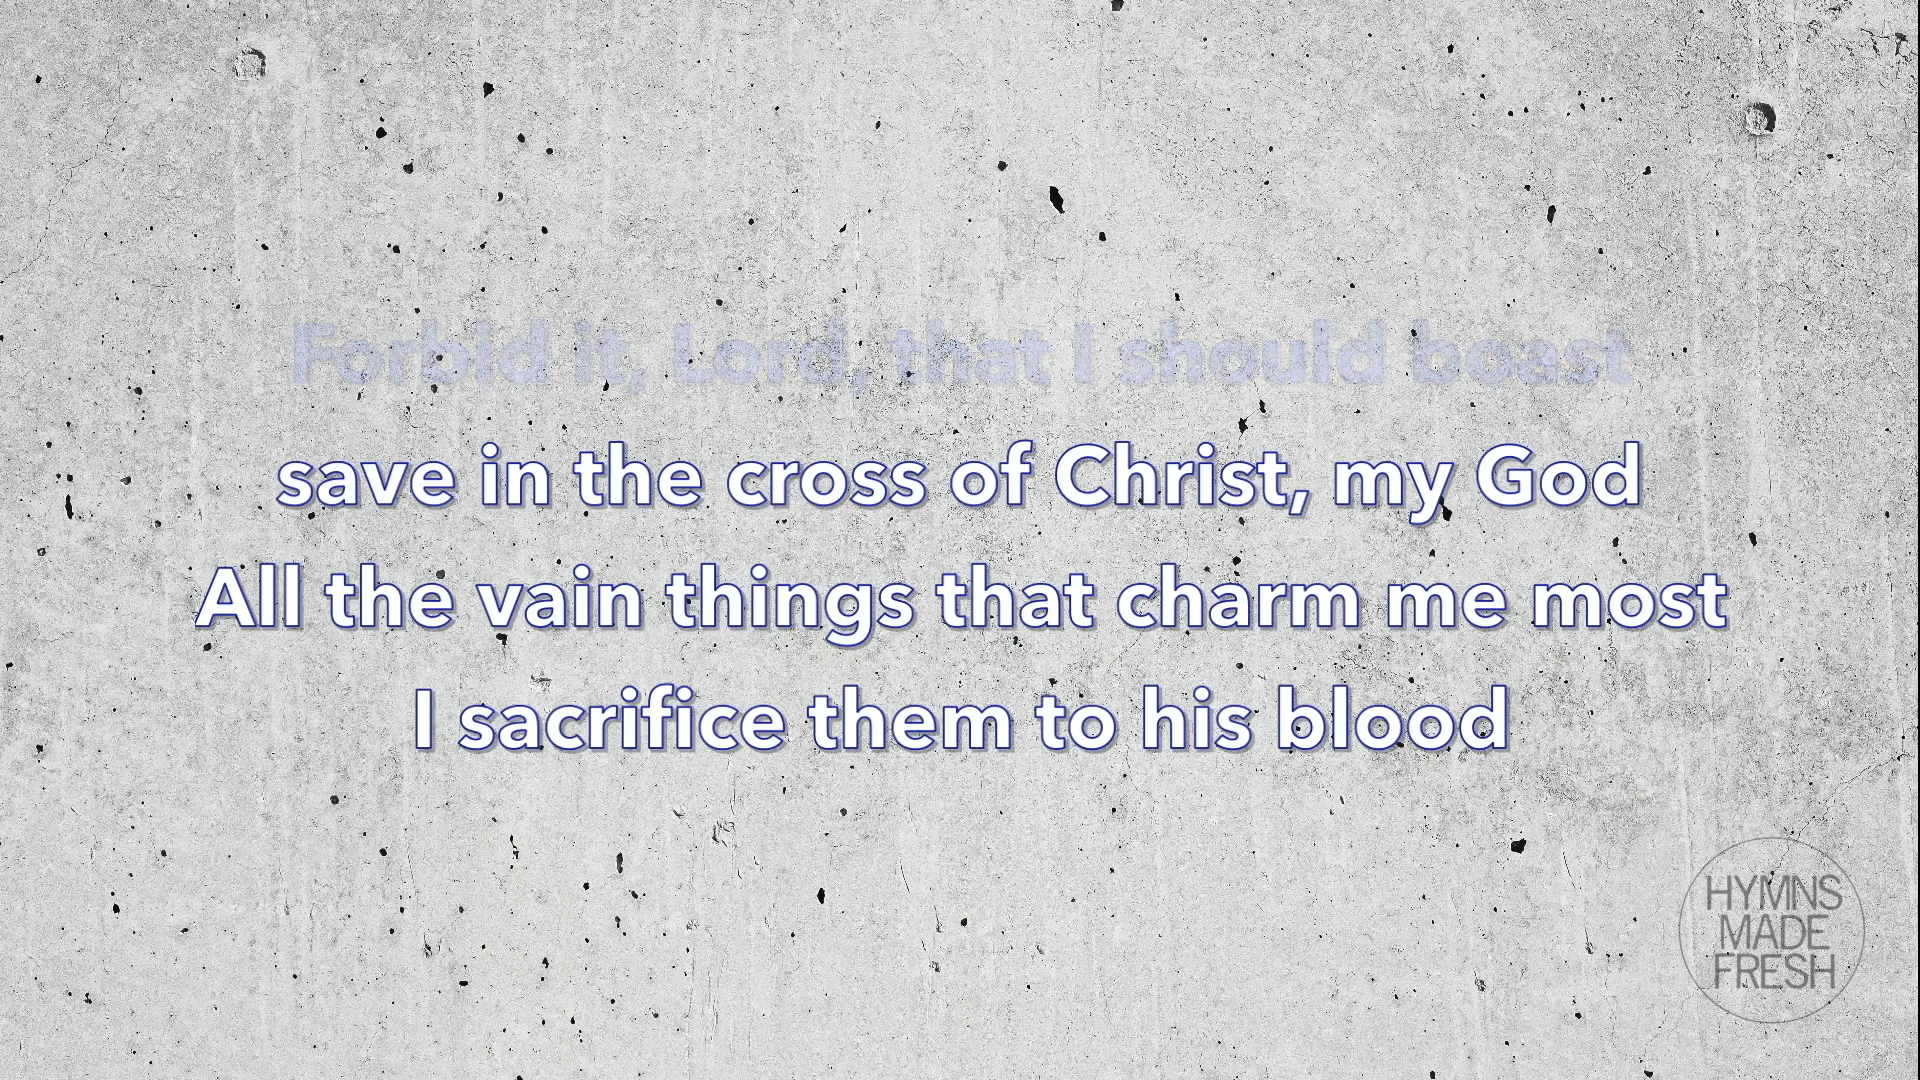 Forbid it, Lord, that I should boast
save in the cross of Christ, my God
All the vain things that charm me most
I sacrifice them to his blood
HYMNS
MADE
FRESH